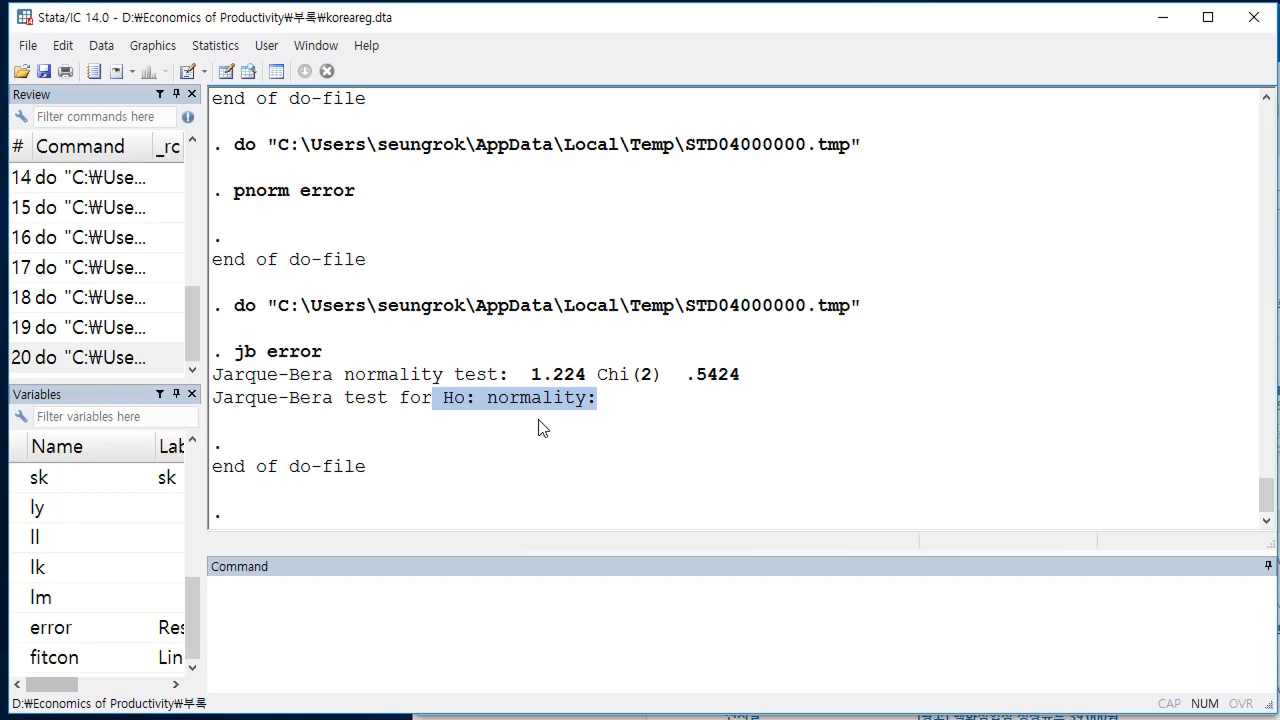 Stata/IC 14.0 - D:₩Economics of Productivity₩부록₩koreareg.dta
File Edit Data Graphics Statistics User Window Help
Review
Filter commands here
# Command _rc
14 do "C:₩Use...
15 do "C:₩Use...
16 do "C:₩Use...
17 do "C:₩Use...
18 do "C:₩Use...
19 do "C:₩Use...
20 do "C:₩Use...
Variables
Filter variables here
Name Lab
sk sk
ly
ll
lk
lm
error Res
fitcon Lin
end of do-file
. do "C:\Users\seungrok\AppData\Local\Temp\STD04000000.tmp"
. pnorm error
.
end of do-file
. do "C:\Users\seungrok\AppData\Local\Temp\STD04000000.tmp"
. jb error
Jarque-Bera normality test: 1.224 Chi(2) .5424
Jarque-Bera test for Ho: normality:
.
end of do-file
.
Command
D:₩Economics of Productivity₩부록
CAP NUM OVR